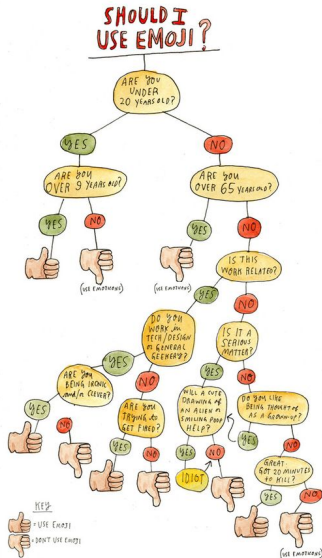 SHOULD I
USE EMOJI?
ARE YOU
UNDER
20 YEARS OLD?
YES
NO
ARE YOU
OVER 9 YEARS OLD?
ARE YOU
OVER 65 YEARS OLD?
YES
NO
YES
NO
(USE EMOTICONS)
(USE EMOTICONS)
IS THIS
WORK RELATED?
YES
NO
DO YOU
WORK in
TECH/DESIGN
or GENERAL
GEEKERY?
IS IT A
SERIOUS
MATTER?
YES
NO
YES
NO
ARE YOU
BEING IRONIC
and/or CLEVER?
ARE YOU
TRYING to
GET FIRED?
WILL A CUTE
DRAWING OF
AN ALIEN or
SMILING POOP
HELP?
DO YOU LIKE
BEING THOUGHT OF
AS A GROWNUP?
YES
NO
YES
NO
YES
NO
YES
NO
IDIOT
GREAT.
GOT 20 MINUTES
to KILL?
YES
NO
(USE EMOTICONS)
KEY
= USE EMOJI
= DON'T USE EMOJI